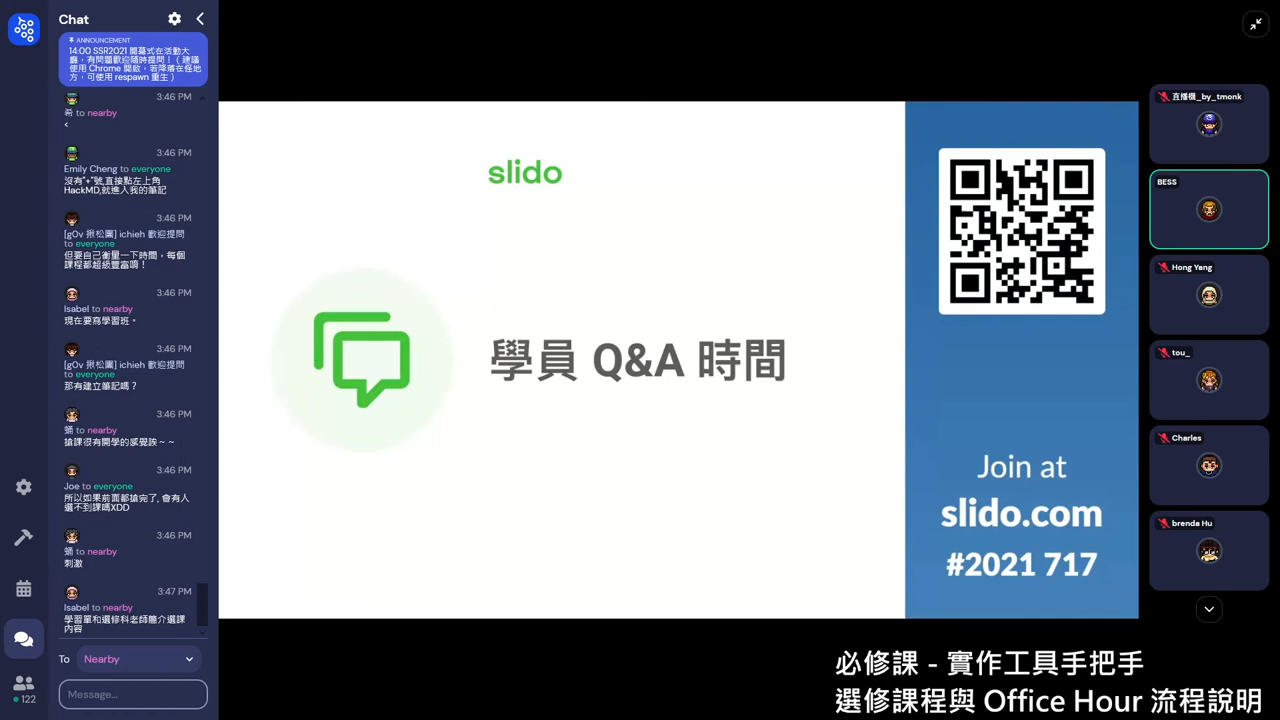 Chat
ANNOUNCEMENT
14:00 SSR2021 開幕式在活動大
廳，有問題歡迎隨時提問！（建議
使用 Chrome 開啟，若降落在怪地
方，可使用 respawn 重生）
3:46 PM
希 to nearby
<
3:46 PM
Emily Cheng to everyone
沒有"+"號,直接點左上角
HackMD,就進入我的筆記
3:46 PM
[g0v 揪松團] ichieh 歡迎提問
to everyone
但要自己衡量一下時間，每個
課程都超級豐富唷！
3:46 PM
Isabel to nearby
現在要寫學習班。
3:46 PM
[g0v 揪松團] ichieh 歡迎提問
to everyone
那有建立筆記嗎？
3:46 PM
to nearby
搶課很有開學的感覺誒～～
3:46 PM
Joe to everyone
所以如果前面都搶完了, 會有人
選不到課嗎XDD
3:46 PM
to nearby
刺激
3:47 PM
Isabel to nearby
學習單和選修科老師簡介選課
內容
To Nearby
Message...
122
slido
學員 Q&A 時間
Join at
slido.com
#2021 717
直播機_by_tmonk
BESS
Hong Yang
tou_
Charles
brenda Hu
必修課 - 實作工具手把手
選修課程與 Office Hour 流程說明